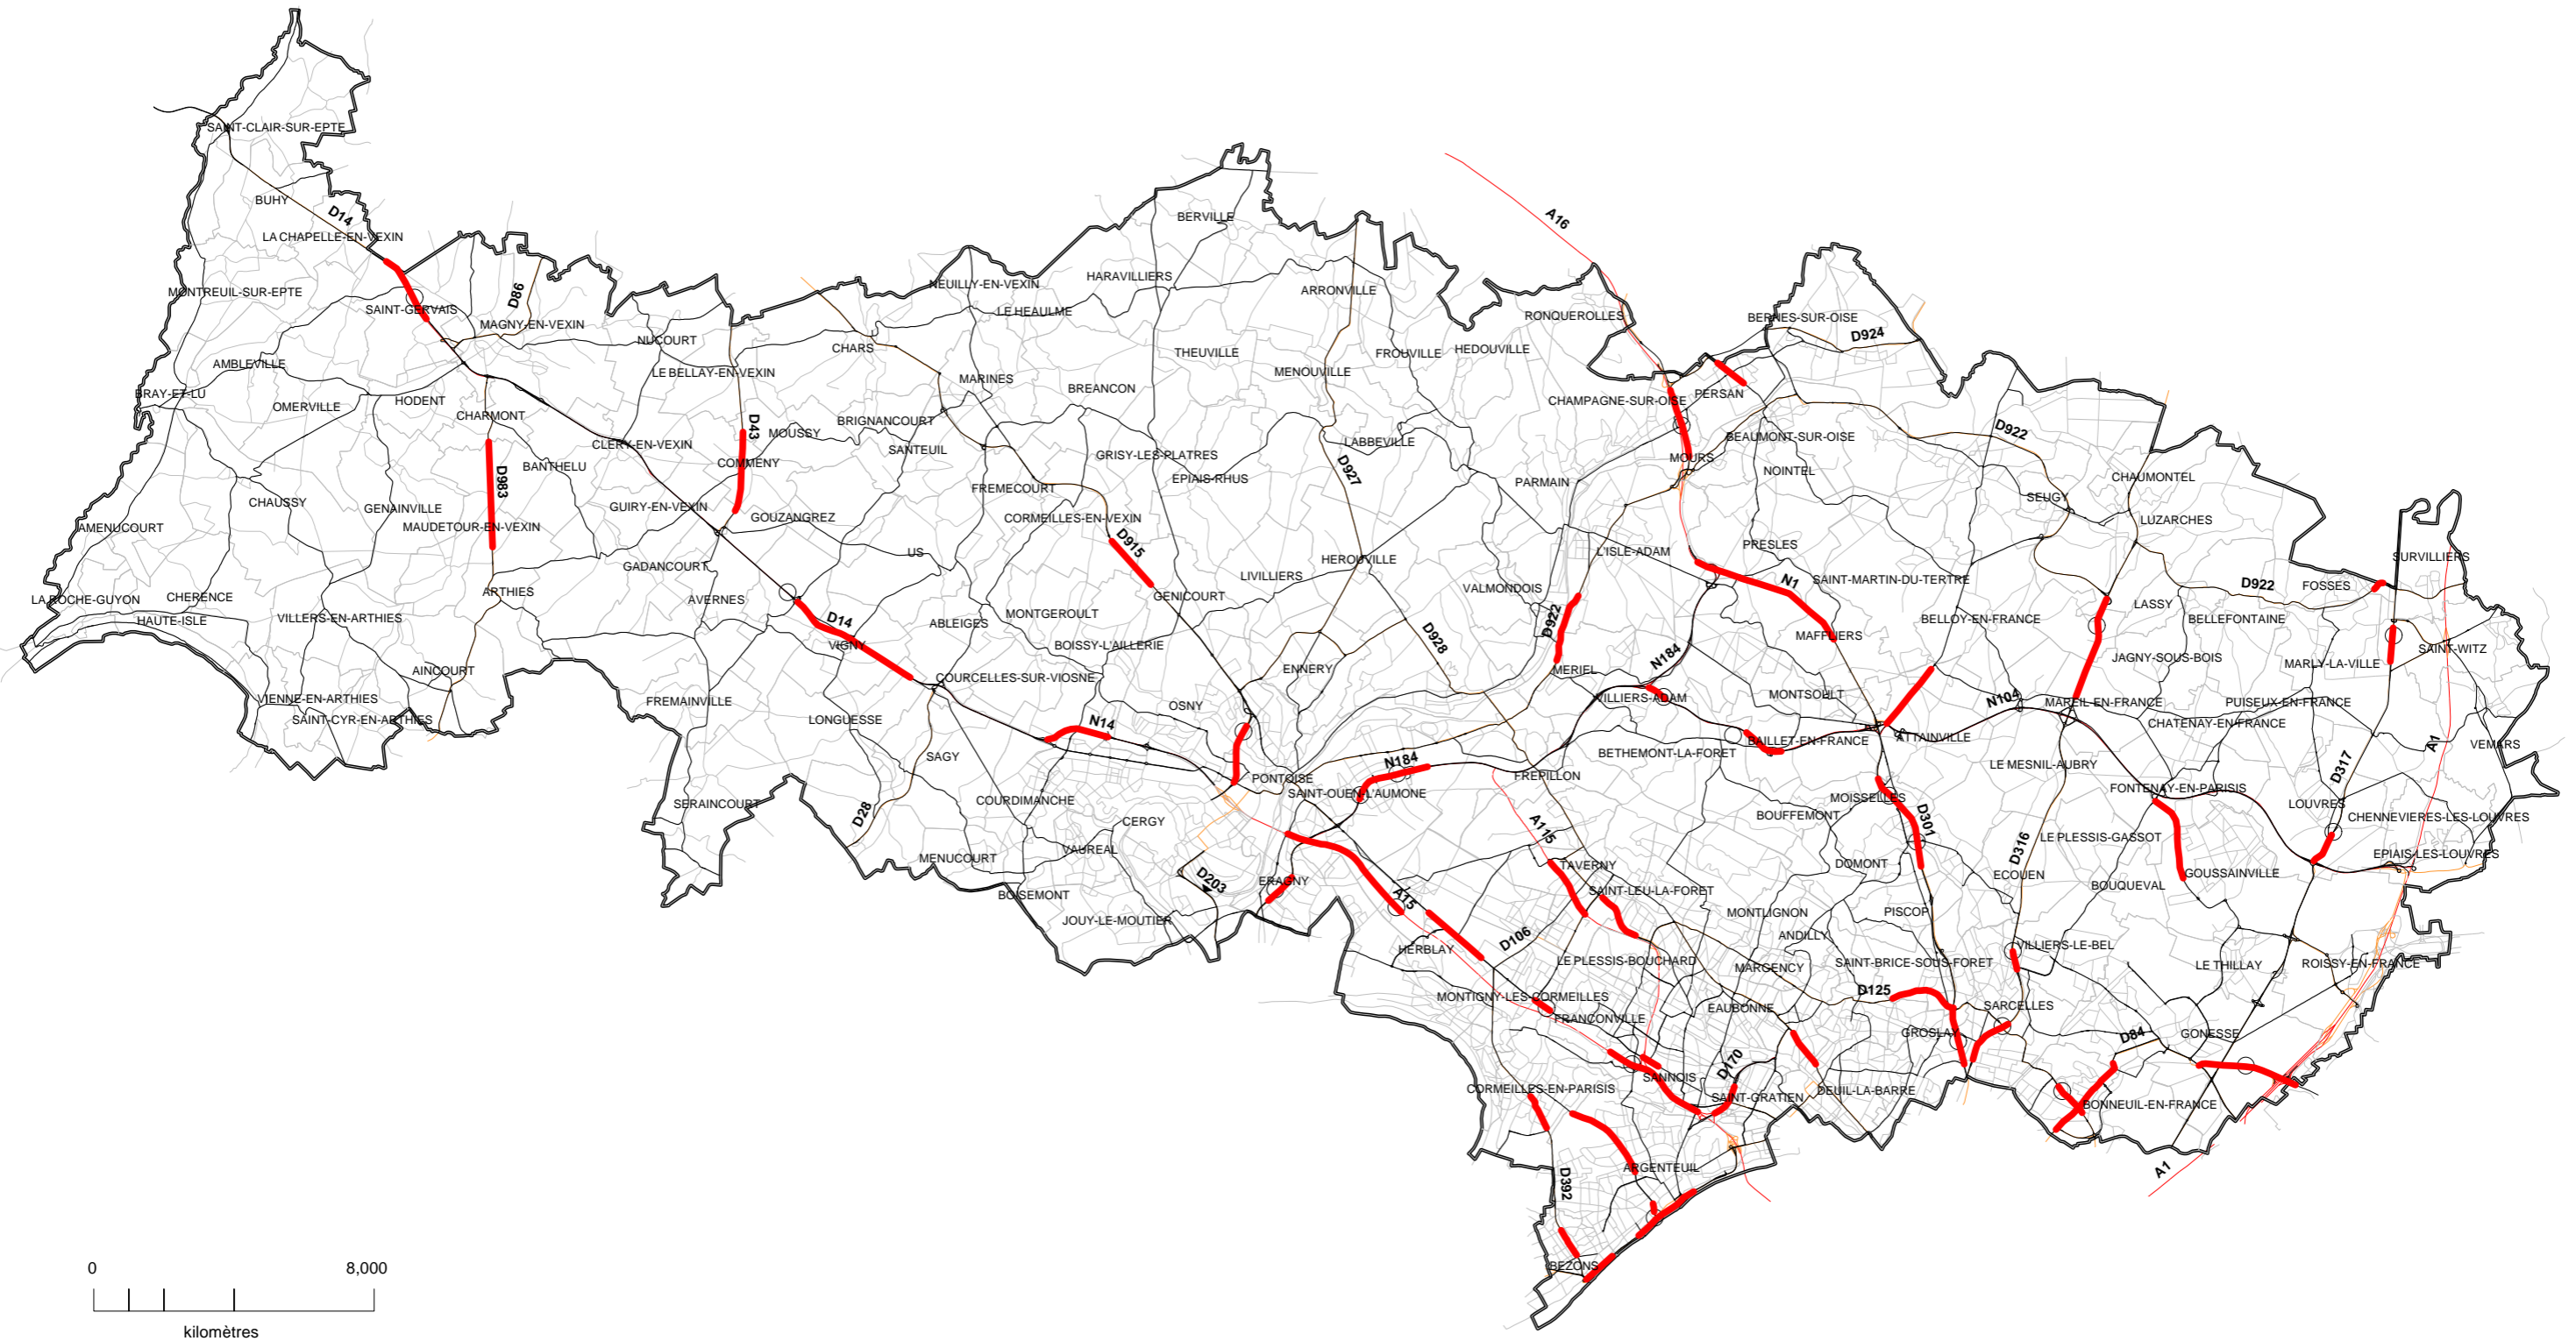 SAINT-CLAIR-SUR-EPTE
BUHY
D14
LA CHAPELLE-EN-VEXIN
MONTREUIL-SUR-EPTE
SAINT-GERVAIS
D86
MAGNY-EN-VEXIN
NUCOURT
AMBLEVILLE
BRAY-ET-LU
OMERVILLE
HODENT
CHARMONT
LE BELLAY-EN-VEXIN
CHARS
NEUILLY-EN-VEXIN
LE HEAULME
HARAVILLIERS
BERVILLE
ARRONVILLE
THEUVILLE
MENOUVILLE
FROUVILLE
HEDOUVILLE
RONQUEROLLES
A16
BERNES-SUR-OISE
D924
PERSAN
CHAMPAGNE-SUR-OISE
BEAUMONT-SUR-OISE
MARINES
BREANCON
BRIGNANCOURT
SANTEUIL
MOUSSY
D43
COMMENY
CLERY-EN-VEXIN
BANTHELU
D983
CHAUSSY
GENAINVILLE
MAUDETOUR-EN-VEXIN
GUIRY-EN-VEXIN
GOUZANGREZ
AMENUCOURT
FREMECOURT
CORMEILLES-EN-VEXIN
GRISY-LES-PLATRES
EPIAIS-RHUS
LABBEVILLE
D927
MOURS
NOINTEL
PARMAIN
D922
SEUGY
CHAUMONTEL
LUZARCHES
SURVILLIERS
FOSSES
D922
LASSY
BELLEFONTAINE
US
D915
GENICOURT
LIVILLIERS
HEROUVILLE
L'ISLE-ADAM
PRESLES
N1
SAINT-MARTIN-DU-TERTRE
VALMONDOIS
D922
MAFFLIERS
BELLOY-EN-FRANCE
JAGNY-SOUS-BOIS
MARLY-LA-VILLE
SAINT-WITZ
LA ROCHE-GUYON
CHERENCE
HAUTE-ISLE
VILLERS-EN-ARTHIES
ARTHIES
GADANCOURT
AVERNES
D14
VIGNY
ABLEIGES
MONTGEROULT
BOISSY-L'AILLERIE
COURCELLES-SUR-VIOSNE
ENNERY
D928
MERIEL
N184
VILLIERS-ADAM
MONTSOULT
N104
MAREIL-EN-FRANCE
PUISEUX-EN-FRANCE
CHATENAY-EN-FRANCE
AINCOURT
VIENNE-EN-ARTHIES
SAINT-CYR-EN-ARTHIES
FREMAINVILLE
LONGUESSE
OSNY
N14
SAGY
BETHEMONT-LA-FORET
BAILLET-EN-FRANCE
ATTAINVILLE
A1
VEMARS
LE MESNIL-AUBRY
D317
FREPILLON
PONTOISE
N184
SAINT-OUEN-L'AUMONE
SERAINCOURT
D28
COURDIMANCHE
CERGY
MOISSELLES
BOUFFEMONT
D301
FONTENAY-EN-PARISIS
LOUVRES
CHENNEVIERES-LES-LOUVRES
A115
VAUREAL
MENUCOURT
LE PLESSIS-GASSOT
D316
EPIAIS-LES-LOUVRES
DOMONT
ECOUEN
TAVERNY
GOUSSAINVILLE
BOUQUEVAL
D203
ERAGNY
BOISEMONT
A15
SAINT-LEU-LA-FORET
MONTLIGNON
PISCOP
JOUY-LE-MOUTIER
HERBLAY
D106
ANDILLY
VILLIERS-LE-BEL
LE PLESSIS-BOUCHARD
MARGENCY
SAINT-BRICE-SOUS-FORET
LE THILLAY
ROISSY-EN-FRANCE
MONTIGNY-LES-CORMEILLES
D125
EAUBONNE
SARCELLES
FRANCONVILLE
GROSLAY
D84
GONESSE
D170
SANNOIS
CORMEILLES-EN-PARISIS
SAINT-GRATIEN
DEUIL-LA-BARRE
BONNEUIL-EN-FRANCE
ARGENTEUIL
A1
D392
BEZONS
0
8,000
kilomètres